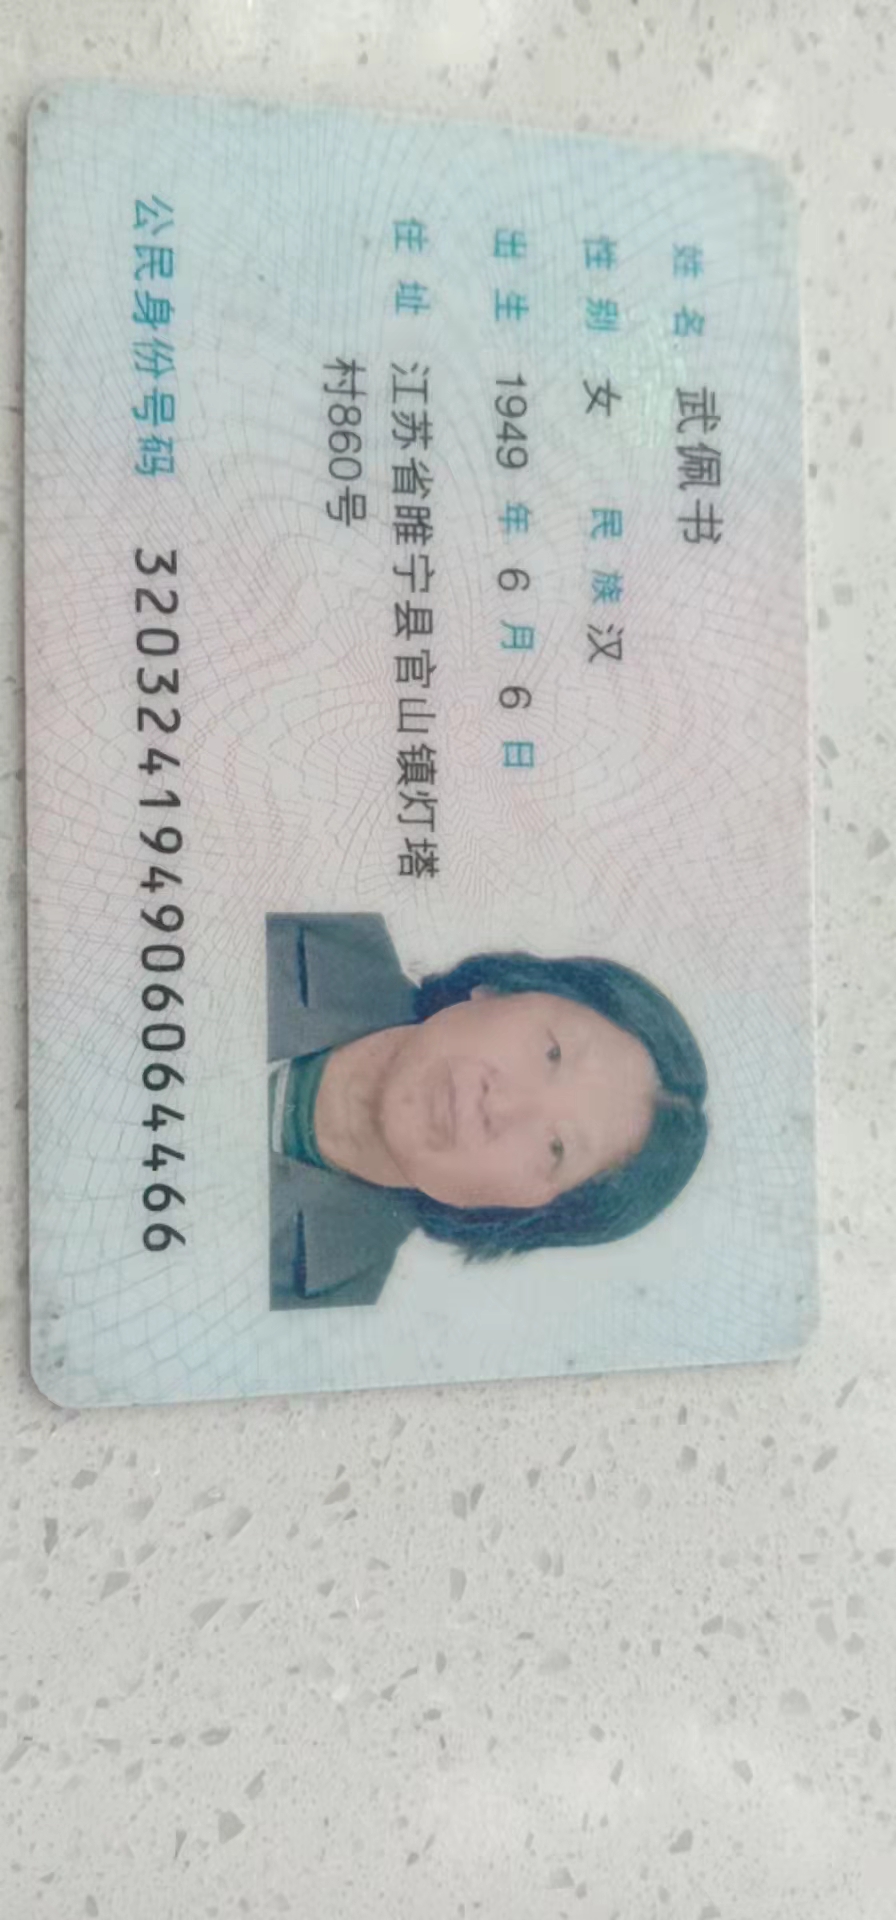 姓名 武佩书
性别 女 民族 汉
出生 1949 年 6 月 6 日
住址 江苏省睢宁县官山镇灯塔
村860号
公民身份号码 320324194906064466